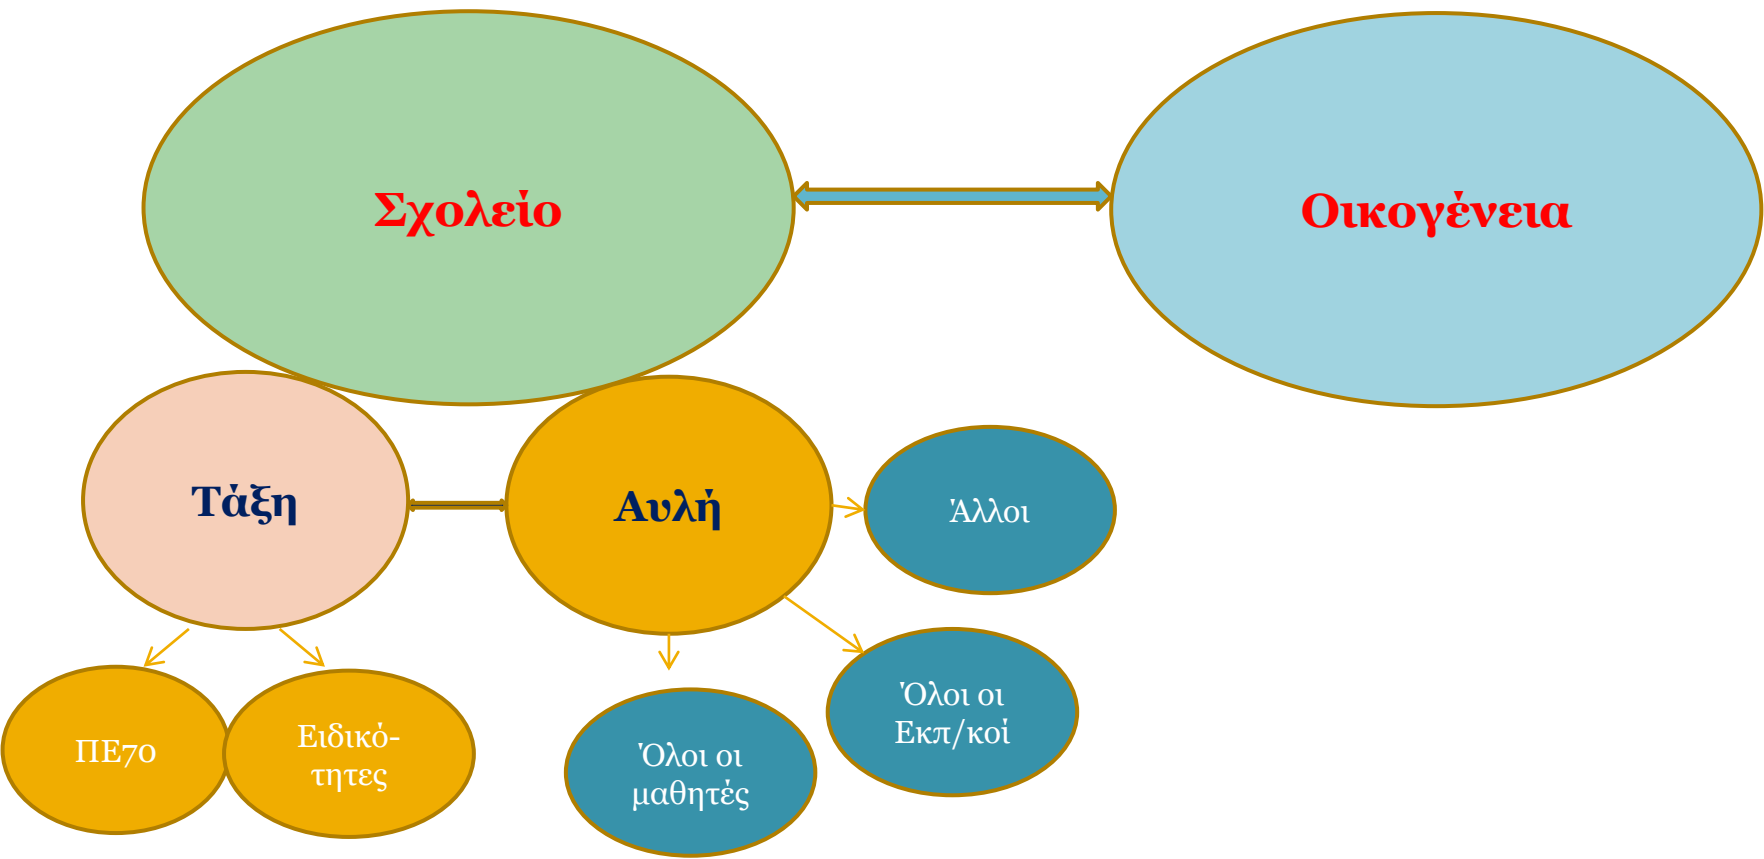 Σχολείο
Οικογένεια
Τάξη
Αυλή
Άλλοι
ΠΕ70
Ειδικό-
τητες
Όλοι οι
μαθητές
Όλοι οι
Εκπ/κοί